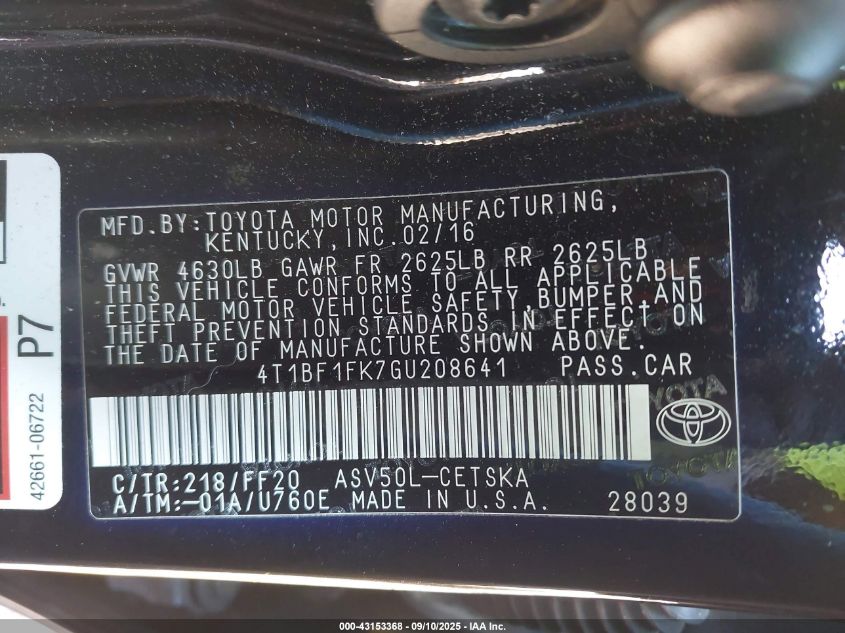 MFD.BY:TOYOTA MOTOR MANUFACTURING,
KENTUCKY,INC.02/16
GVWR 4630LB GAWR FR 2625LB RR 2625LB
THIS VEHICLE CONFORMS TO ALL APPLICABLE
FEDERAL MOTOR VEHICLE SAFETY,BUMPER,AND
THEFT PREVENTION STANDARDS IN EFFECT ON
THE DATE OF MANUFACTURE SHOWN ABOVE.
4T1BF1FK7GU208641 PASS.CAR
C/TR:218/FF20 ASV50L-CETSKA
A/TM:-01A/U760E MADE IN U.S.A. 28039
TOYOTA
TOYOTA
P7
42661-06722
000-43153368 - 09/10/2025 - IAA Inc.